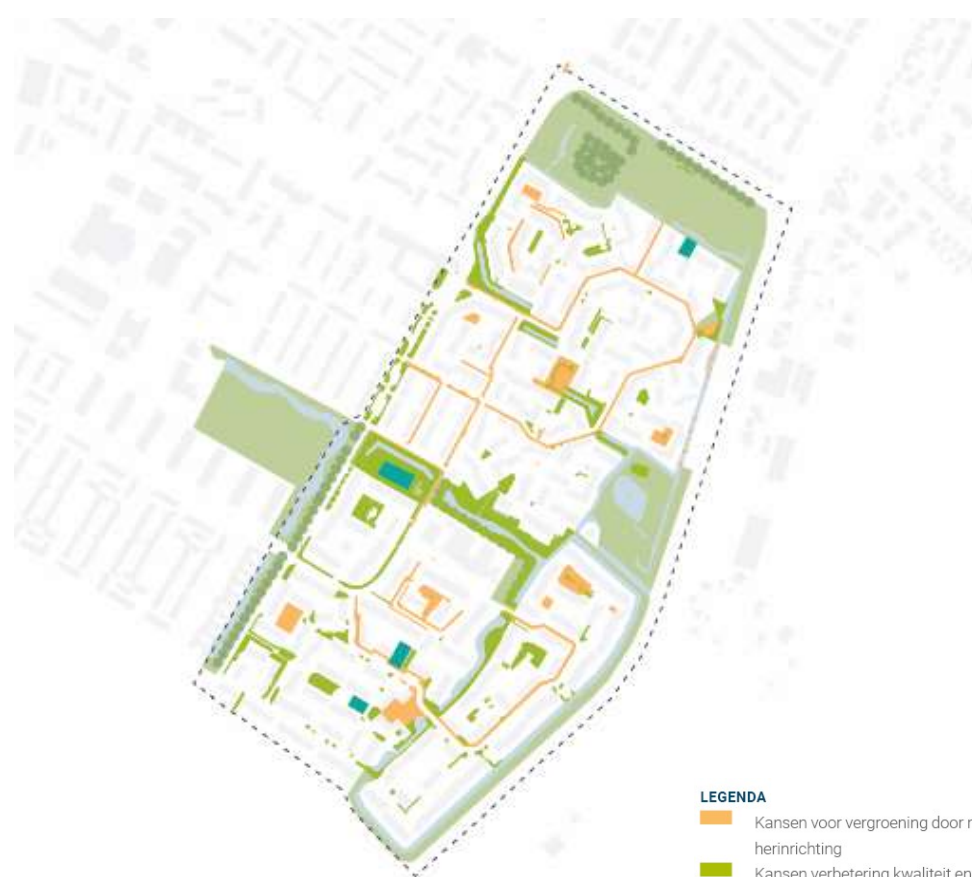 LEGENDA
Kansen voor vergroening door
herinrichting
Kansen verbetering kwaliteit en